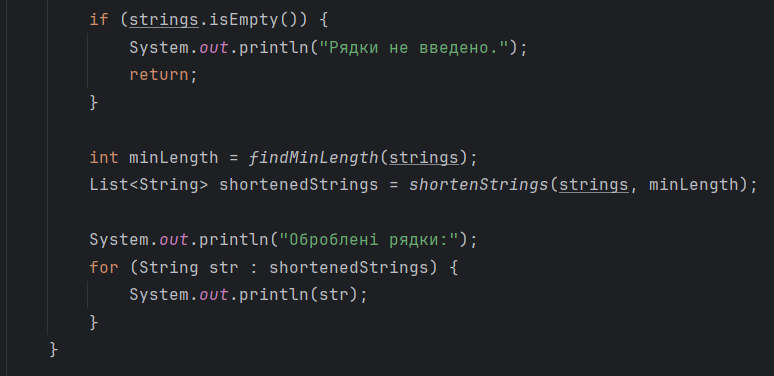 if (strings.isEmpty()) {
    System.out.println("Рядки не введено.");
    return;
}
int minLength = findMinLength(strings);
List<String> shortenedStrings = shortenStrings(strings, minLength);
System.out.println("Оброблені рядки:");
for (String str : shortenedStrings) {
    System.out.println(str);
}
}